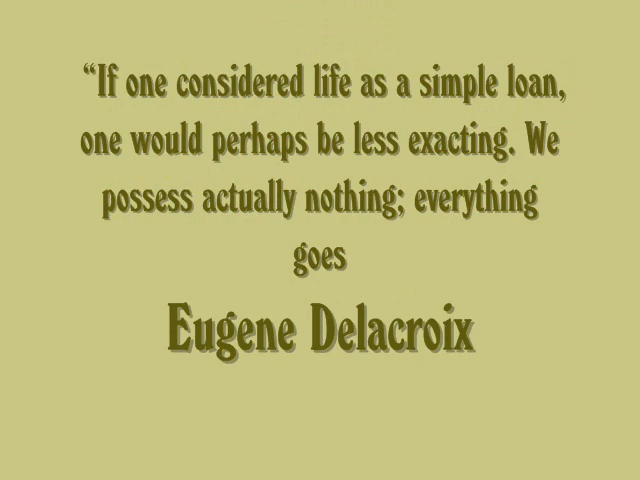 “If one considered life as a simple loan,
one would perhaps be less exacting. We
possess actually nothing; everything
goes
Eugene Delacroix